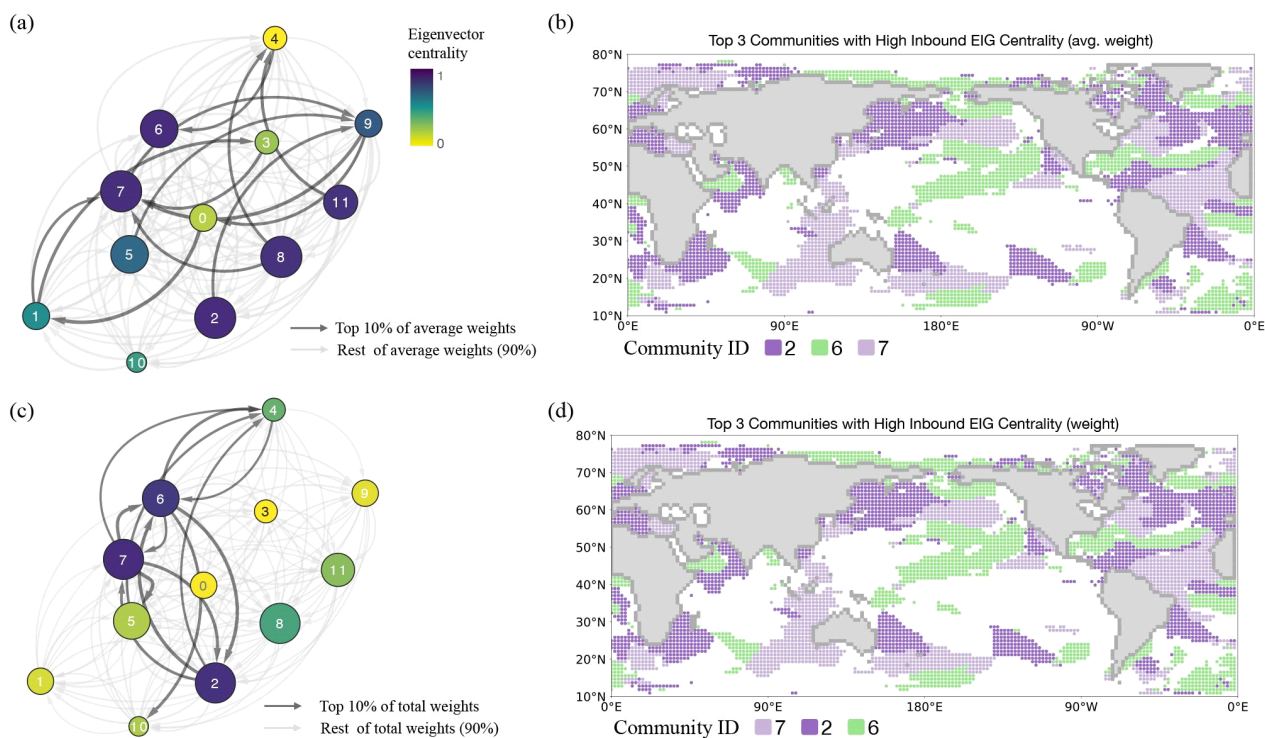 (a)
4
Eigenvector
centrality
1
0
6
9
3
7
0
11
5
8
1
2
10
Top 10% of average weights
Rest of average weights (90%)
(b)
Top 3 Communities with High Inbound EIG Centrality (avg. weight)
80°N
70°N
60°N
50°N
40°N
30°N
20°N
10°N
0°E
90°E
180°E
90°W
0°E
Community ID
2
6
7
(c)
4
6
9
3
7
0
11
5
8
1
2
10
Top 10% of total weights
Rest of total weights (90%)
(d)
Top 3 Communities with High Inbound EIG Centrality (weight)
80°N
70°N
60°N
50°N
40°N
30°N
20°N
10°N
0°E
90°E
180°E
90°W
0°E
Community ID
7
2
6